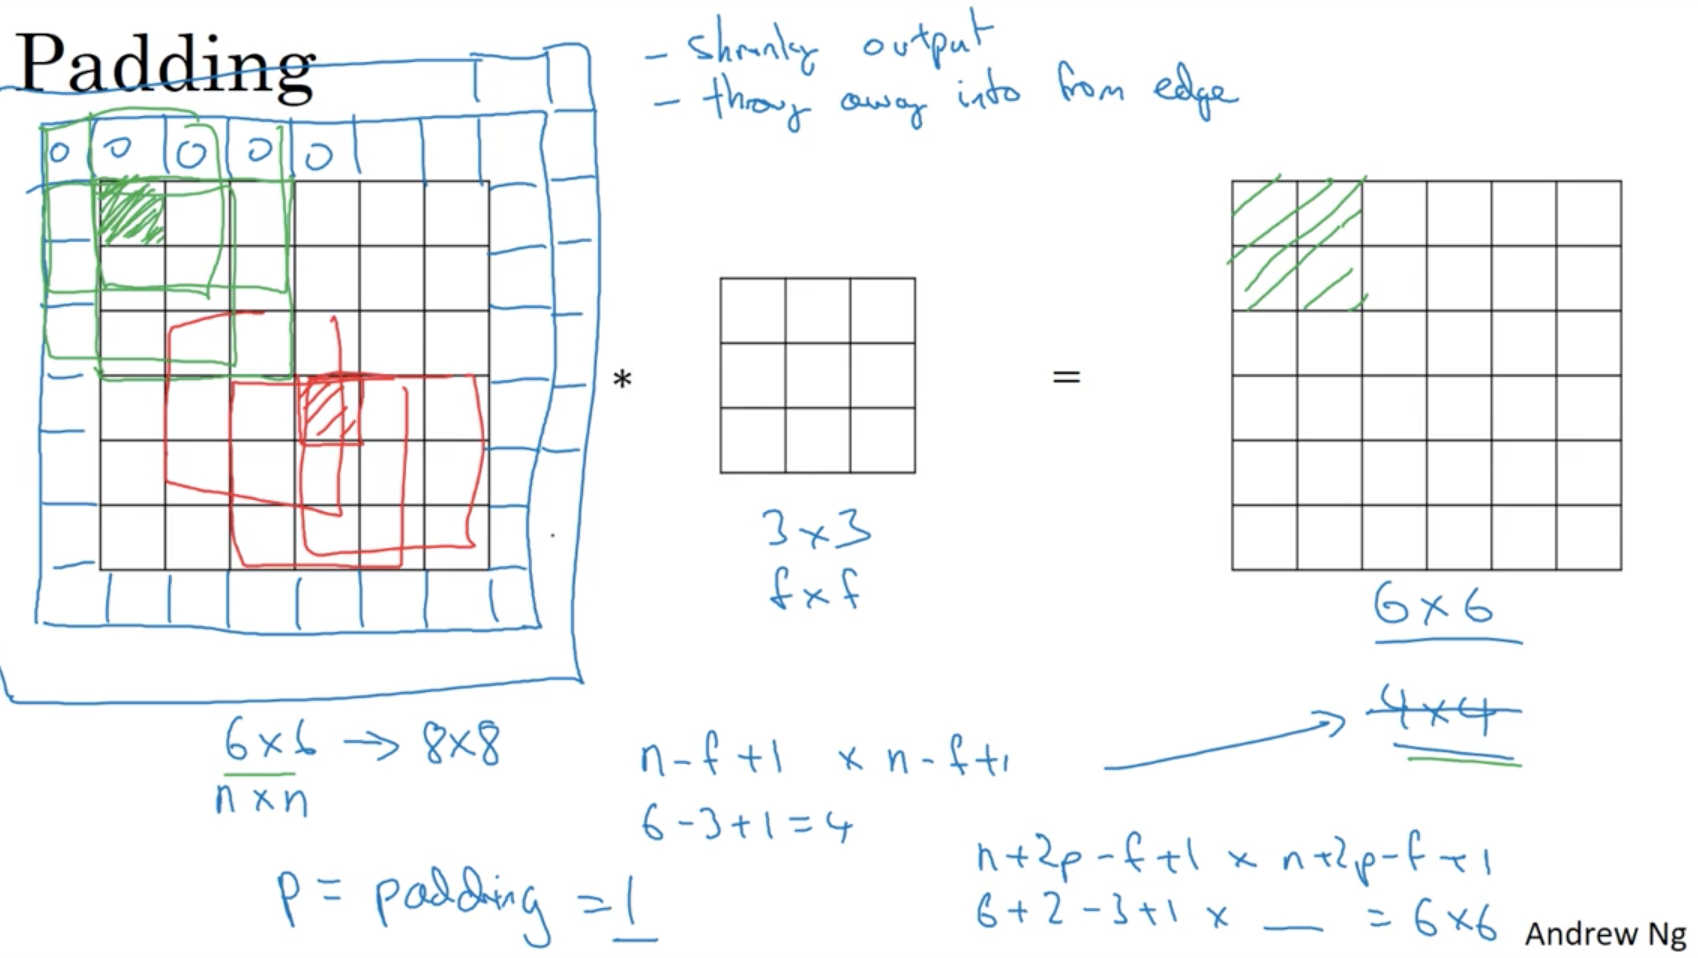 Padding
- shrinky output
- throw away info from edge
0 0 0 0 0
*
=
3 x 3
f x f
6 x 6
4 x 4
6 x 6 → 8 x 8
n x n
n - f + 1 x n - f + 1
6 - 3 + 1 = 4
p = padding = 1
n + 2p - f + 1 x n + 2p - f + 1
6 + 2 - 3 + 1 x __ = 6 x 6
Andrew Ng